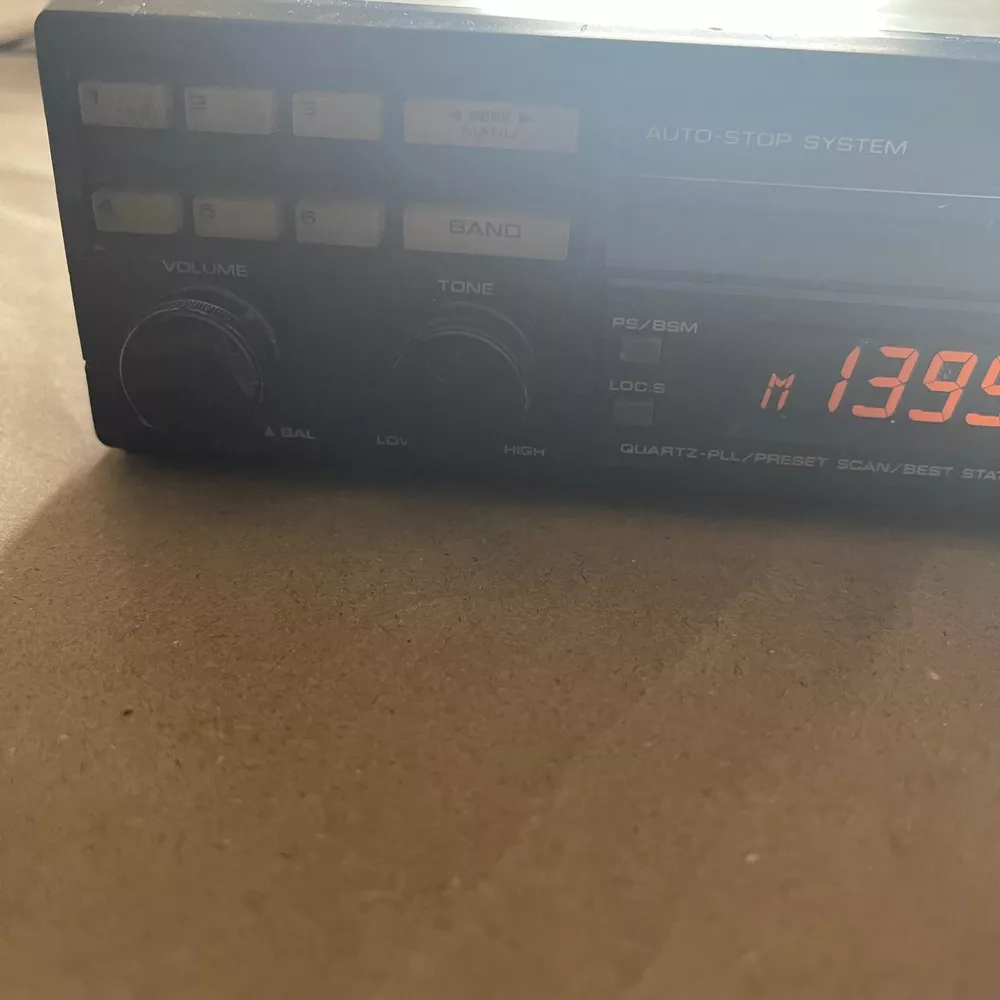 1 2 3 ◄ SEEK ►
MANU
4 5 6 BAND
AUTO-STOP SYSTEM
VOLUME
TONE
▲ BAL
LOW
HIGH
PS/BSM
LOC.S
M 1395
QUARTZ-PLL/PRESET SCAN/BEST STA